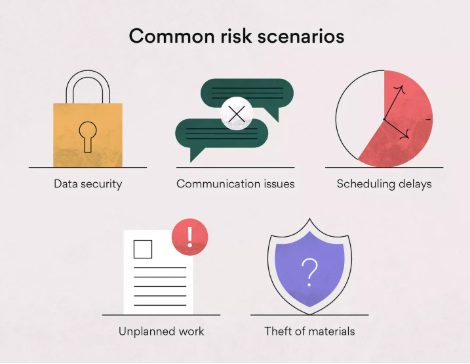 Common risk scenarios
Data security
Communication issues
Scheduling delays
!
Unplanned work
?
Theft of materials